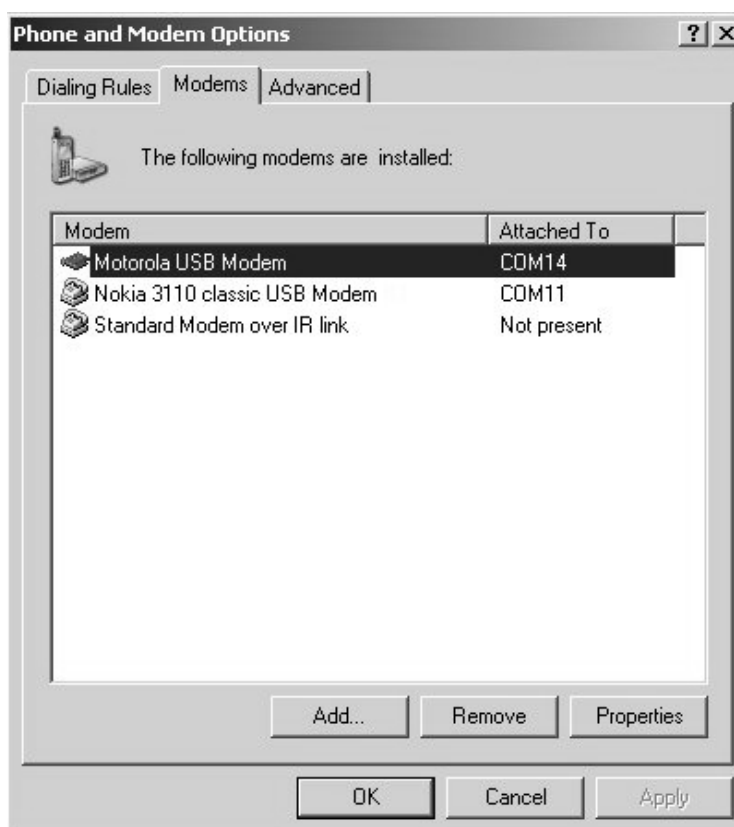 Phone and Modem Options
Dialing Rules Modems Advanced
The following modems are installed:
Modem Attached To
Motorola USB Modem COM14
Nokia 3110 classic USB Modem COM11
Standard Modem over IR link Not present
Add... Remove Properties
OK Cancel Apply